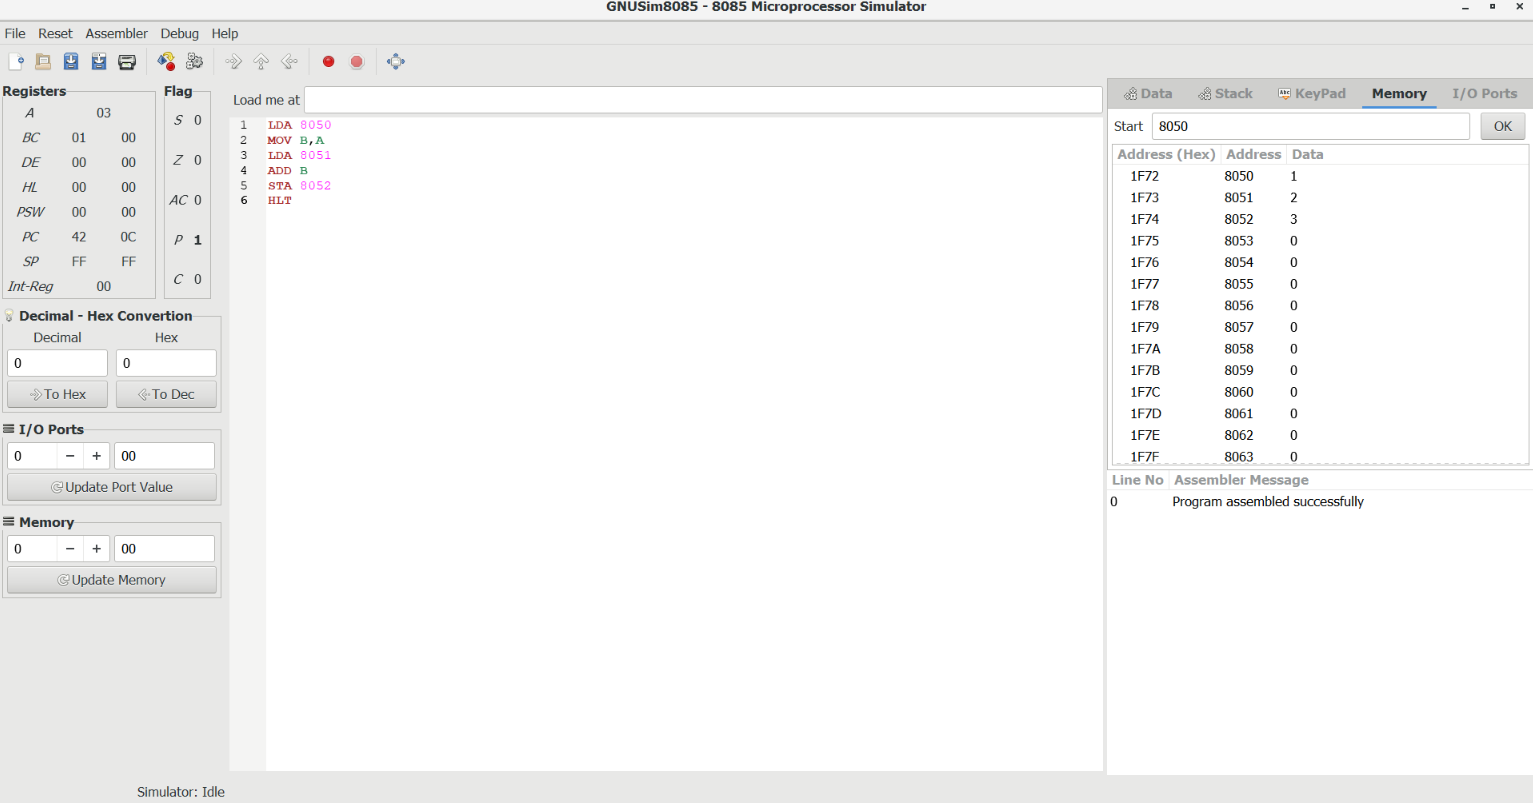 GNUSim8085 - 8085 Microprocessor Simulator
File Reset Assembler Debug Help
Registers
A 03
BC 01 00
DE 00 00
HL 00 00
PSW 00 00
PC 42 0C
SP FF FF
Int-Reg 00
Flag
S 0
Z 0
AC 0
P 1
C 0
Decimal - Hex Convertion
Decimal Hex
0 0
To Hex To Dec
I/O Ports
0 − + 00
Update Port Value
Memory
0 − + 00
Update Memory
Load me at
1 LDA 8050
2 MOV B,A
3 LDA 8051
4 ADD B
5 STA 8052
6 HLT
Data Stack Abc KeyPad Memory I/O Ports
Start 8050 OK
Address (Hex) Address Data
1F72 8050 1
1F73 8051 2
1F74 8052 3
1F75 8053 0
1F76 8054 0
1F77 8055 0
1F78 8056 0
1F79 8057 0
1F7A 8058 0
1F7B 8059 0
1F7C 8060 0
1F7D 8061 0
1F7E 8062 0
1F7F 8063 0
Line No Assembler Message
0 Program assembled successfully
Simulator: Idle